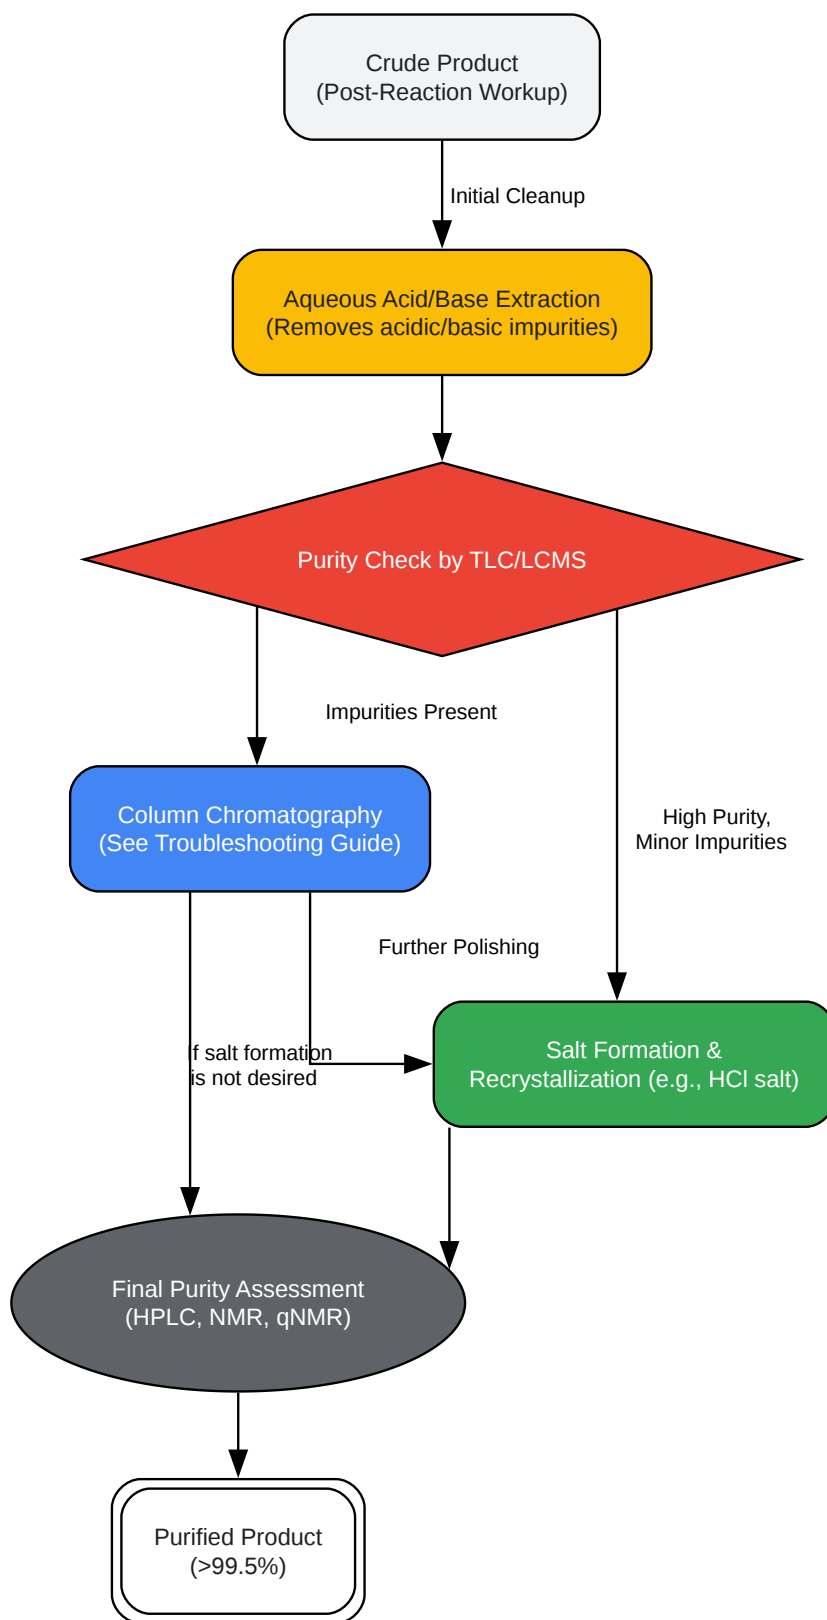 Crude Product
(Post-Reaction Workup)
Initial Cleanup
Aqueous Acid/Base Extraction
(Removes acidic/basic impurities)
Purity Check by TLC/LCMS
Impurities Present
Column Chromatography
(See Troubleshooting Guide)
High Purity,
Minor Impurities
Further Polishing
If salt formation
is not desired
Salt Formation &
Recrystallization (e.g., HCl salt)
Final Purity Assessment
(HPLC, NMR, qNMR)
Purified Product
(>99.5%)